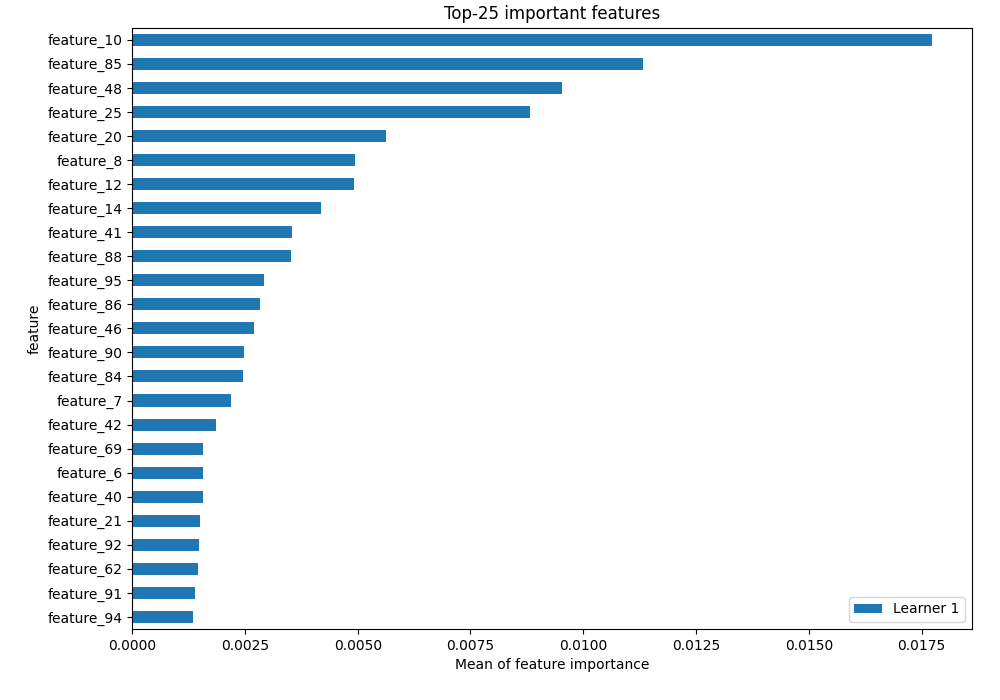 Top-25 important features
feature_10
feature_85
feature_48
feature_25
feature_20
feature_8
feature_12
feature_14
feature_41
feature_88
feature_95
feature_86
feature_46
feature_90
feature_84
feature_7
feature_42
feature_69
feature_6
feature_40
feature_21
feature_92
feature_62
feature_91
feature_94
feature
Learner 1
0.0000 0.0025 0.0050 0.0075 0.0100 0.0125 0.0150 0.0175
Mean of feature importance